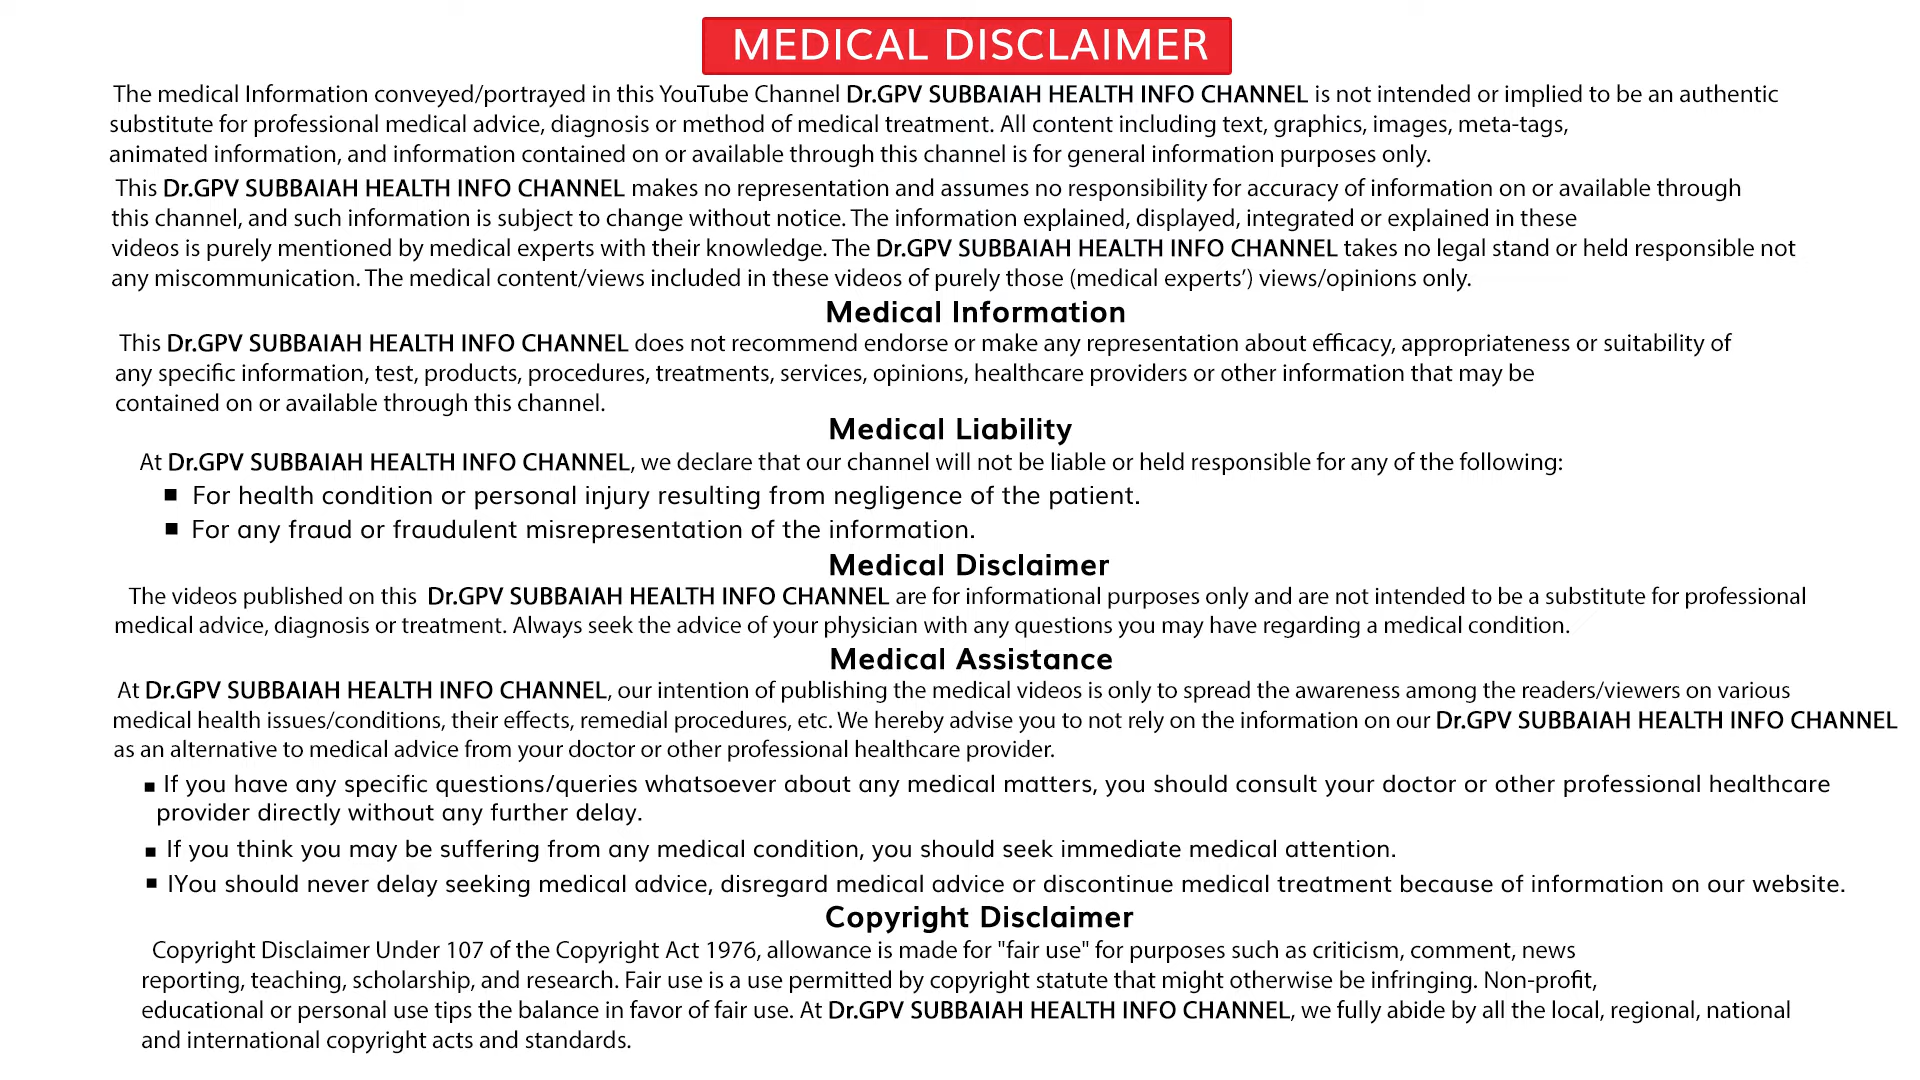 MEDICAL DISCLAIMER
The medical Information conveyed/portrayed in this YouTube Channel Dr.GPV SUBBAIAH HEALTH INFO CHANNEL is not intended or implied to be an authentic
substitute for professional medical advice, diagnosis or method of medical treatment. All content including text, graphics, images, meta-tags,
animated information, and information contained on or available through this channel is for general information purposes only.
This Dr.GPV SUBBAIAH HEALTH INFO CHANNEL makes no representation and assumes no responsibility for accuracy of information on or available through
this channel, and such information is subject to change without notice. The information explained, displayed, integrated or explained in these
videos is purely mentioned by medical experts with their knowledge. The Dr.GPV SUBBAIAH HEALTH INFO CHANNEL takes no legal stand or held responsible not
any miscommunication. The medical content/views included in these videos of purely those (medical experts’) views/opinions only.
Medical Information
This Dr.GPV SUBBAIAH HEALTH INFO CHANNEL does not recommend endorse or make any representation about efficacy, appropriateness or suitability of
any specific information, test, products, procedures, treatments, services, opinions, healthcare providers or other information that may be
contained on or available through this channel.
Medical Liability
At Dr.GPV SUBBAIAH HEALTH INFO CHANNEL, we declare that our channel will not be liable or held responsible for any of the following:
■ For health condition or personal injury resulting from negligence of the patient.
■ For any fraud or fraudulent misrepresentation of the information.
Medical Disclaimer
The videos published on this Dr.GPV SUBBAIAH HEALTH INFO CHANNEL are for informational purposes only and are not intended to be a substitute for professional
medical advice, diagnosis or treatment. Always seek the advice of your physician with any questions you may have regarding a medical condition.
Medical Assistance
At Dr.GPV SUBBAIAH HEALTH INFO CHANNEL, our intention of publishing the medical videos is only to spread the awareness among the readers/viewers on various
medical health issues/conditions, their effects, remedial procedures, etc. We hereby advise you to not rely on the information on our Dr.GPV SUBBAIAH HEALTH INFO CHANNEL
as an alternative to medical advice from your doctor or other professional healthcare provider.
■ If you have any specific questions/queries whatsoever about any medical matters, you should consult your doctor or other professional healthcare
provider directly without any further delay.
■ If you think you may be suffering from any medical condition, you should seek immediate medical attention.
■ IYou should never delay seeking medical advice, disregard medical advice or discontinue medical treatment because of information on our website.
Copyright Disclaimer
Copyright Disclaimer Under 107 of the Copyright Act 1976, allowance is made for "fair use" for purposes such as criticism, comment, news
reporting, teaching, scholarship, and research. Fair use is a use permitted by copyright statute that might otherwise be infringing. Non-profit,
educational or personal use tips the balance in favor of fair use. At Dr.GPV SUBBAIAH HEALTH INFO CHANNEL, we fully abide by all the local, regional, national
and international copyright acts and standards.